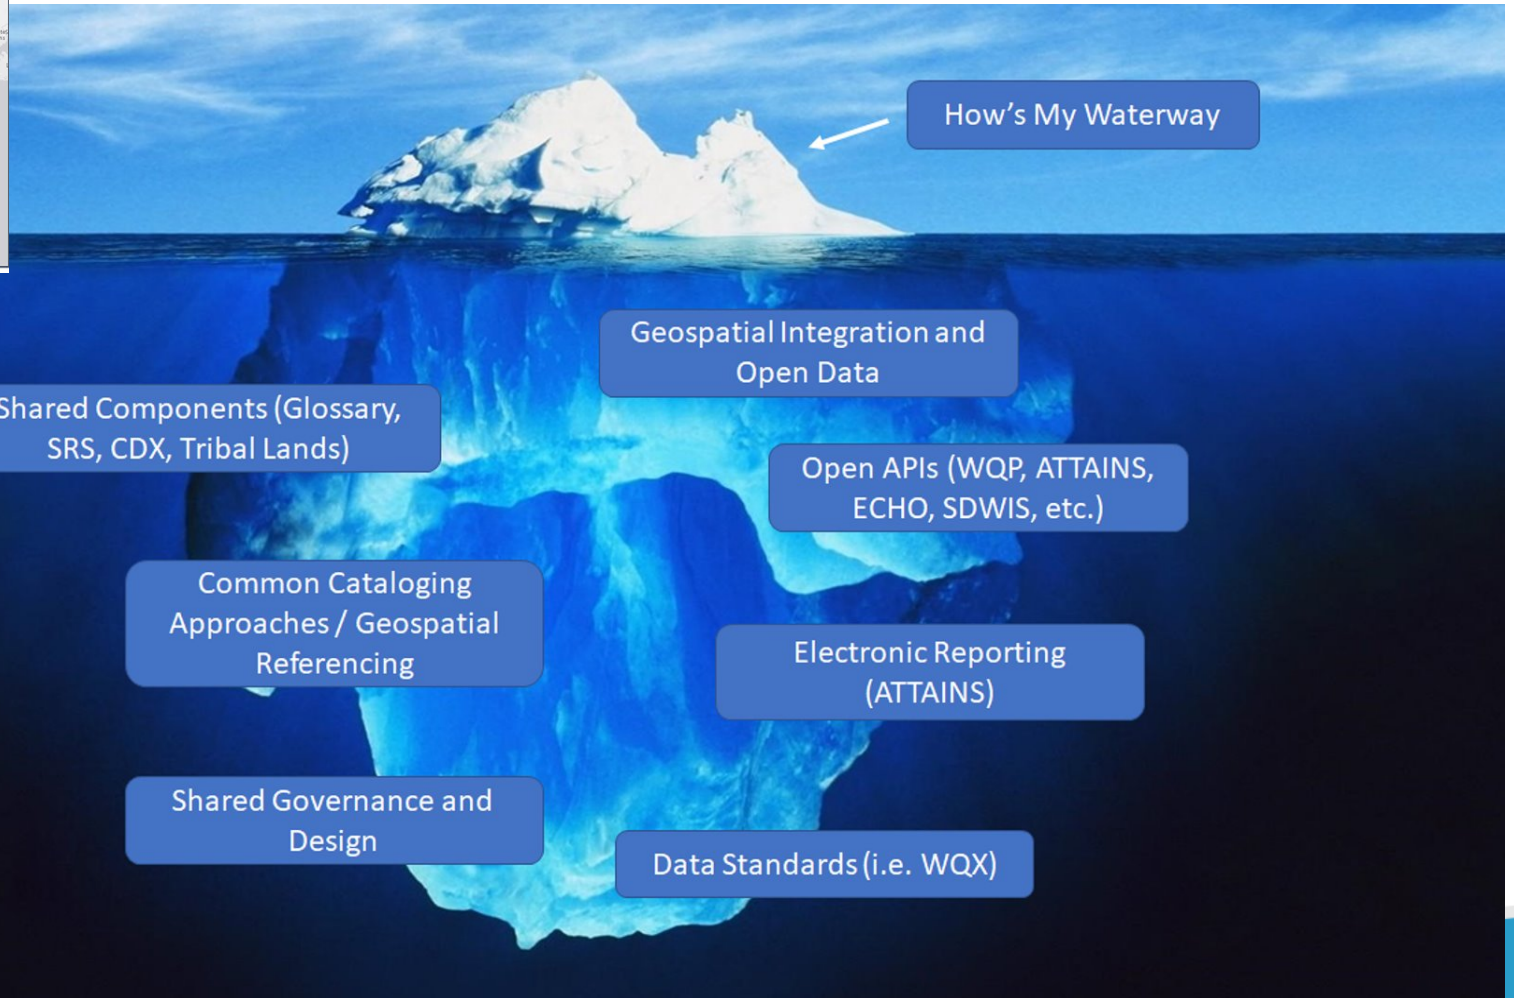 How's My Waterway
Geospatial Integration and
Open Data
Shared Components (Glossary,
SRS, CDX, Tribal Lands)
Open APIs (WQP, ATTAINS,
ECHO, SDWIS, etc.)
Common Cataloging
Approaches / Geospatial
Referencing
Electronic Reporting
(ATTAINS)
Shared Governance and
Design
Data Standards (i.e. WQX)